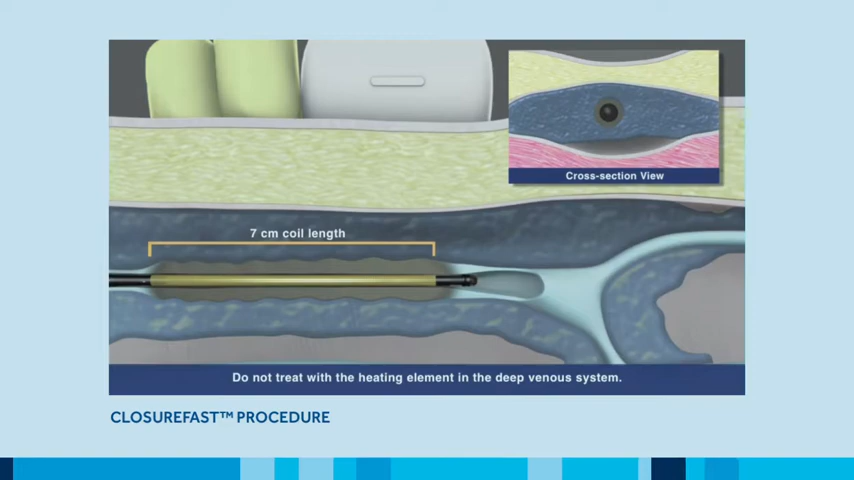 Cross-section View
7 cm coil length
Do not treat with the heating element in the deep venous system.
CLOSUREFAST™ PROCEDURE